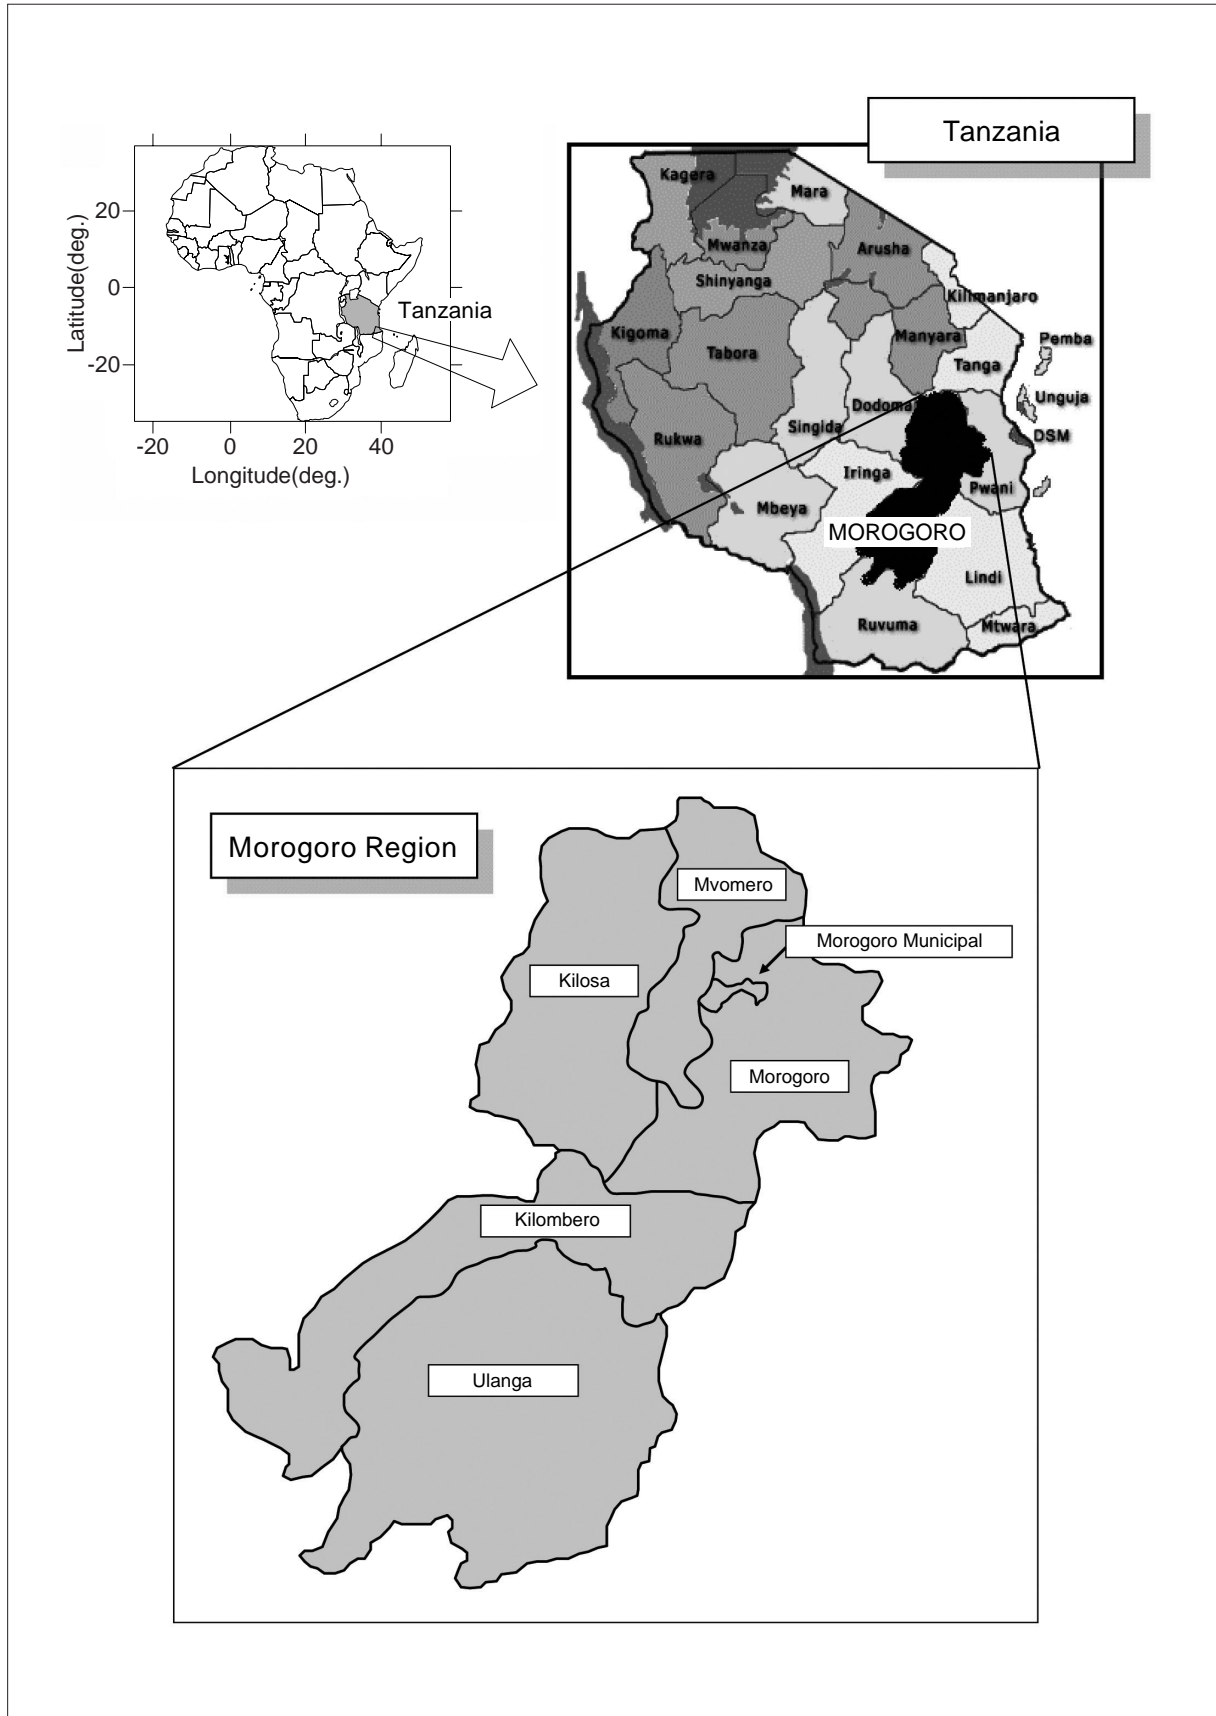 Tanzania
20
0
-20
Latitude(deg.)
-20
0
20
40
Longitude(deg.)
Tanzania
Kagera
Mara
Mwanza
Arusha
Shinyanga
Kilimanjaro
Kigoma
Tabora
Manyara
Pemba
Tanga
Unguja
Dodoma
Singida
DSM
Rukwa
Iringa
Pwani
Mbeya
MOROGORO
Lindi
Ruvuma
Mtwara
Morogoro Region
Mvomero
Morogoro Municipal
Kilosa
Morogoro
Kilombero
Ulanga